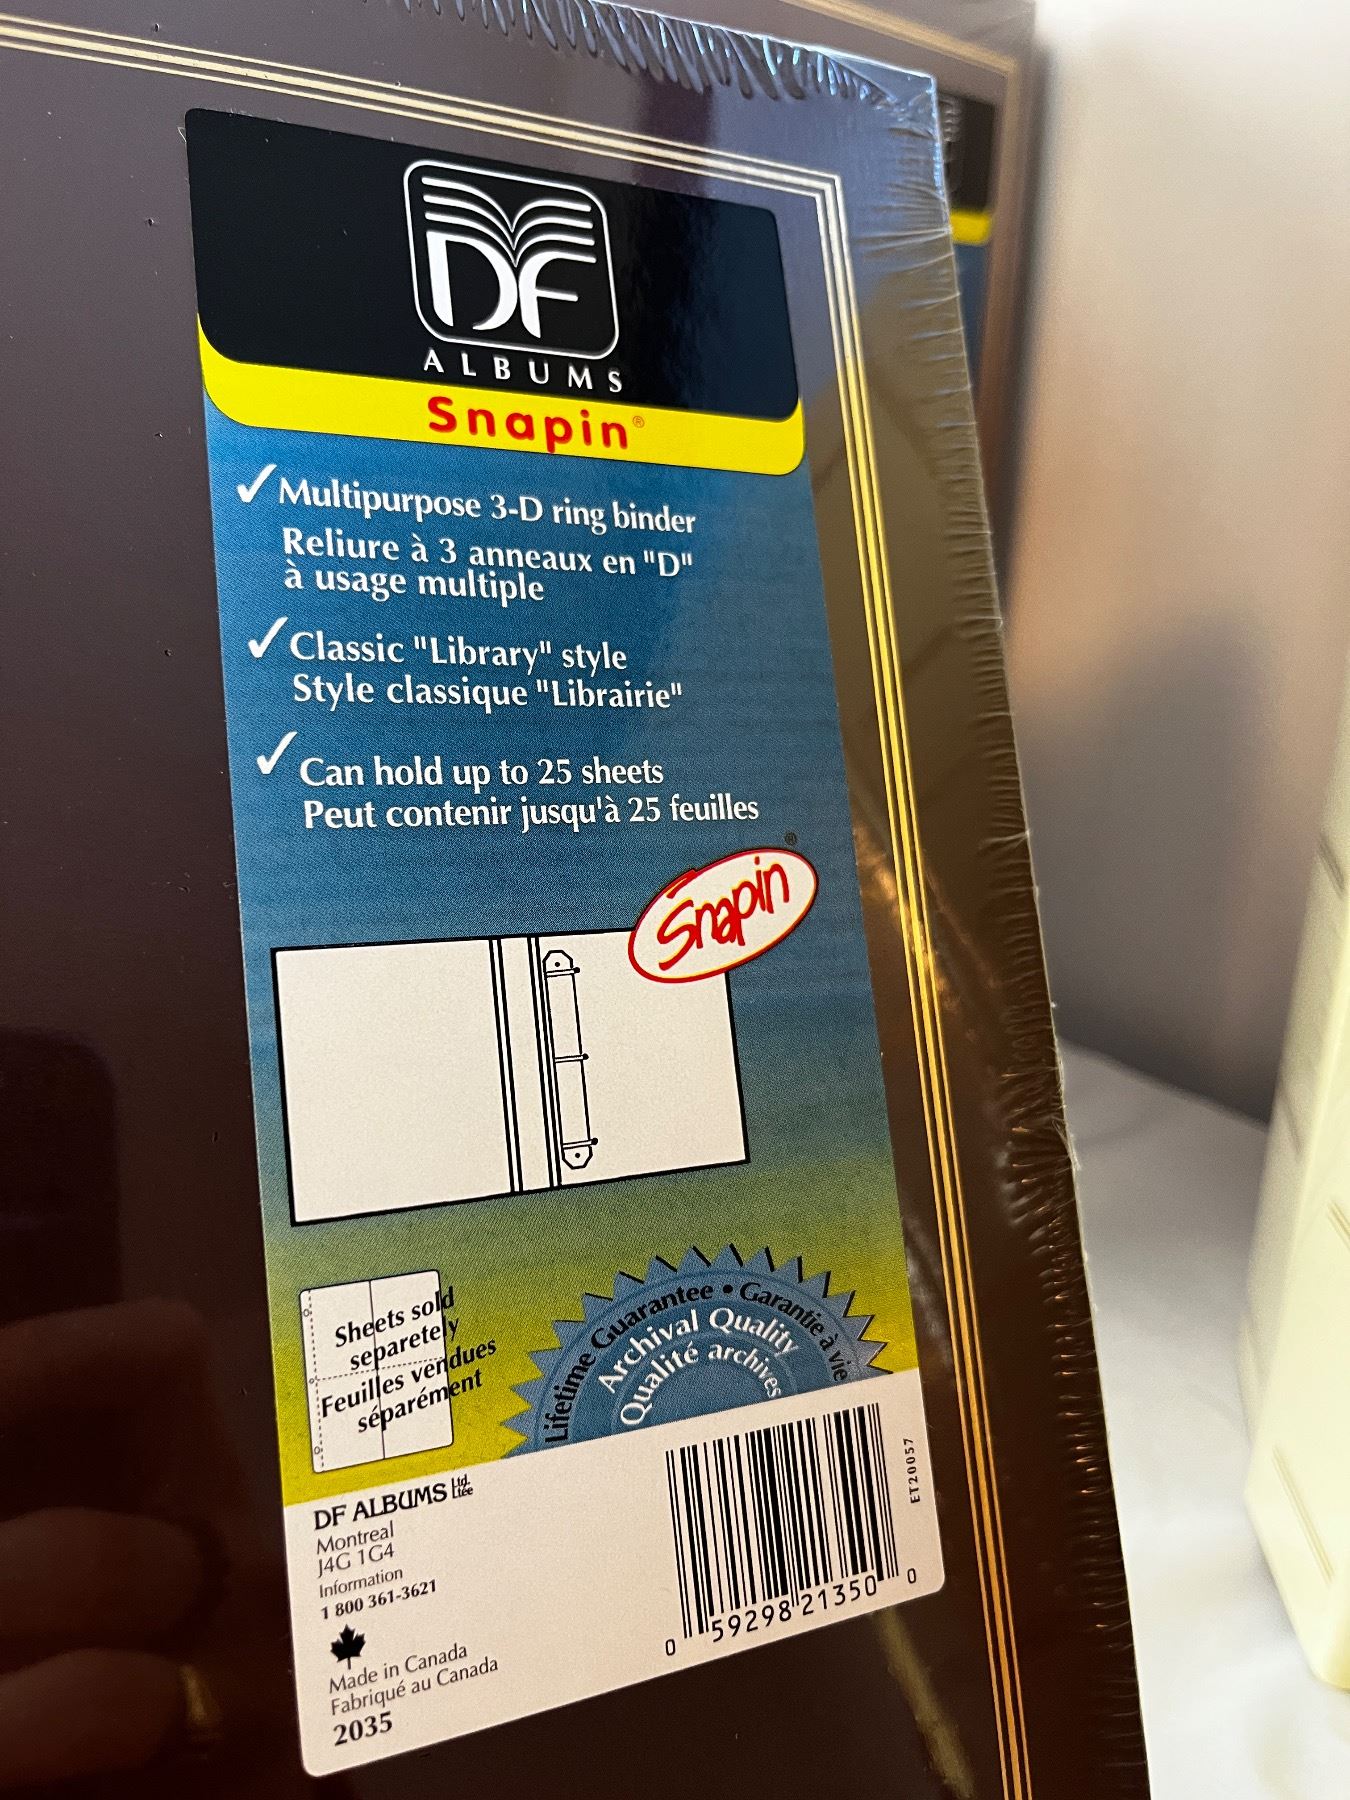 DF
ALBUMS
Snapin®
✓ Multipurpose 3-D ring binder
Reliure à 3 anneaux en "D"
à usage multiple
✓ Classic "Library" style
Style classique "Librairie"
✓ Can hold up to 25 sheets
Peut contenir jusqu'à 25 feuilles
Snapin®
Sheets sold
separetely
Feuilles vendues
séparément
Lifetime Guarantee • Garantie à vie
Archival Quality
Qualité archives
DF ALBUMS Ltd. Ltée
Montreal
J4G 1G4
Information
1 800 361-3621
Made in Canada
Fabriqué au Canada
2035
0 59298 21350 0
ET20057